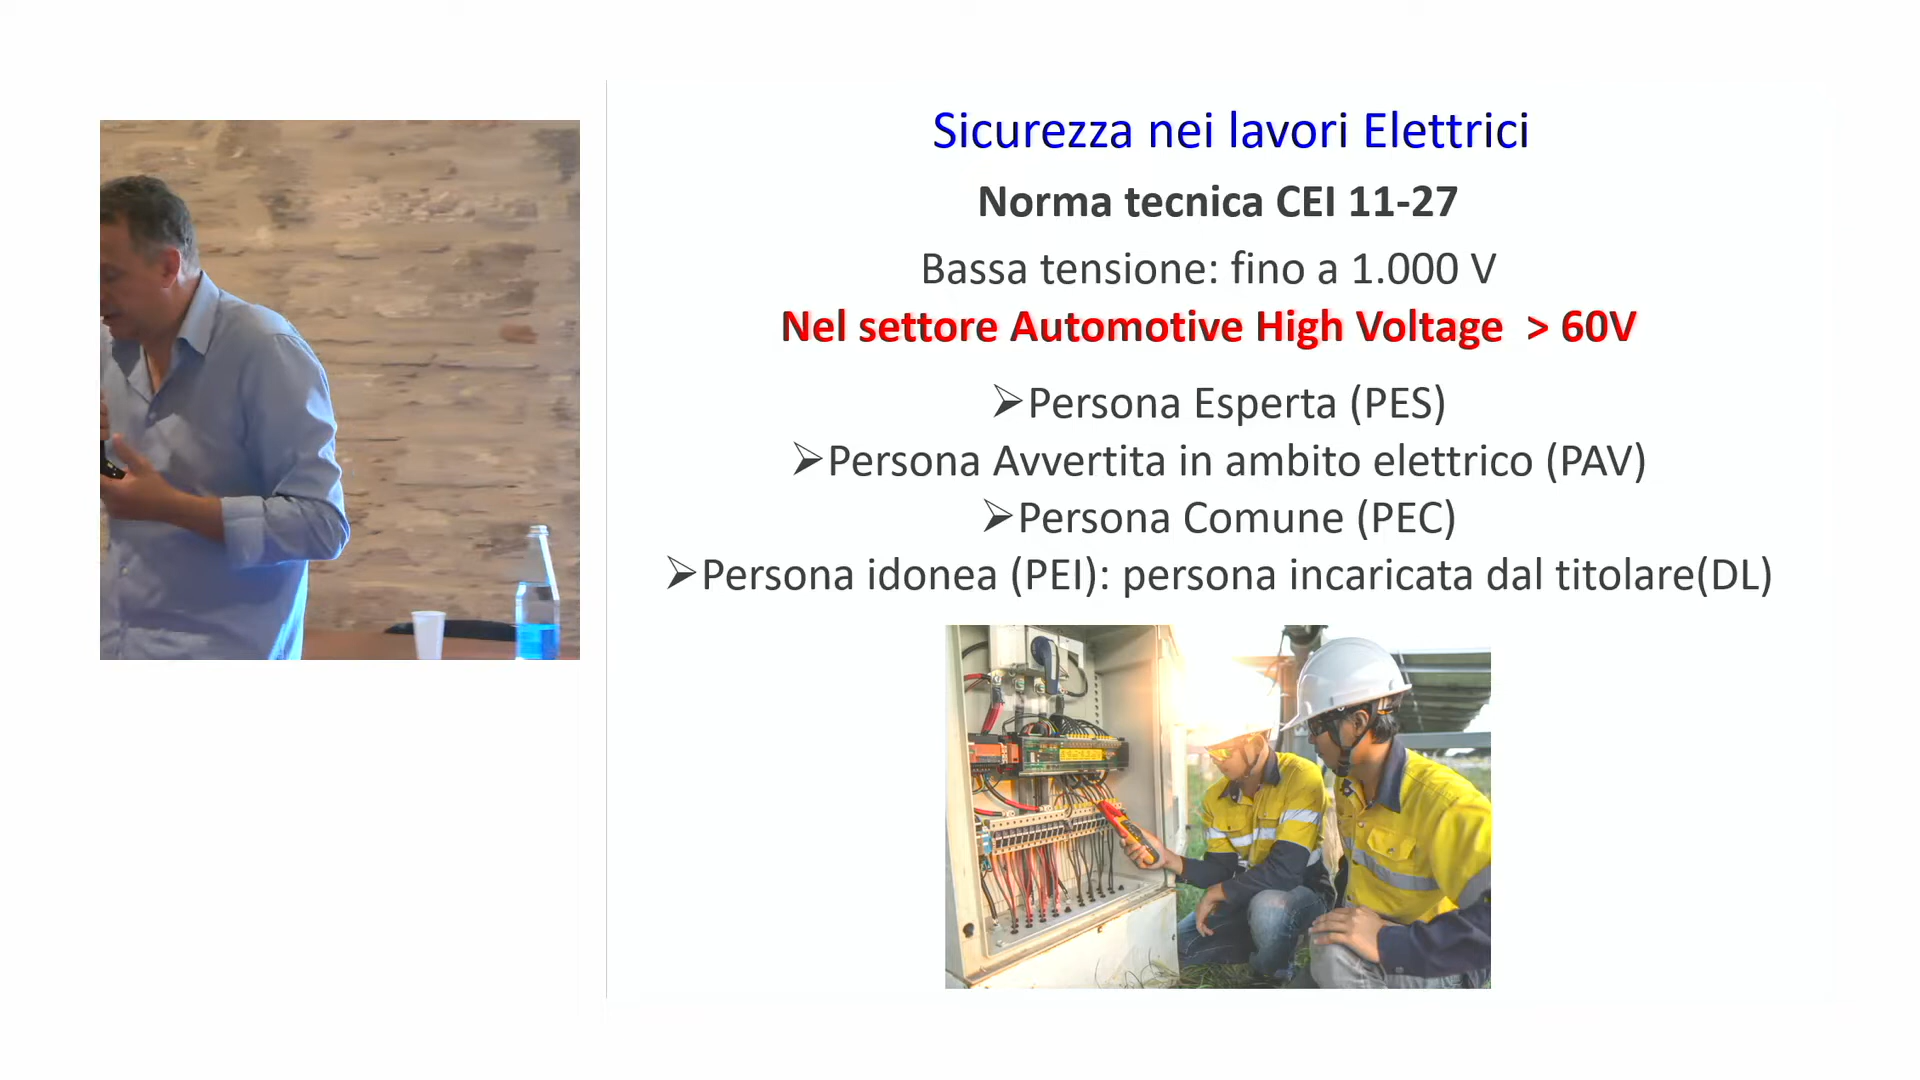 Sicurezza nei lavori Elettrici
Norma tecnica CEI 11-27
Bassa tensione: fino a 1.000 V
Nel settore Automotive High Voltage > 60V
➢Persona Esperta (PES)
➢Persona Avvertita in ambito elettrico (PAV)
➢Persona Comune (PEC)
➢Persona idonea (PEI): persona incaricata dal titolare(DL)